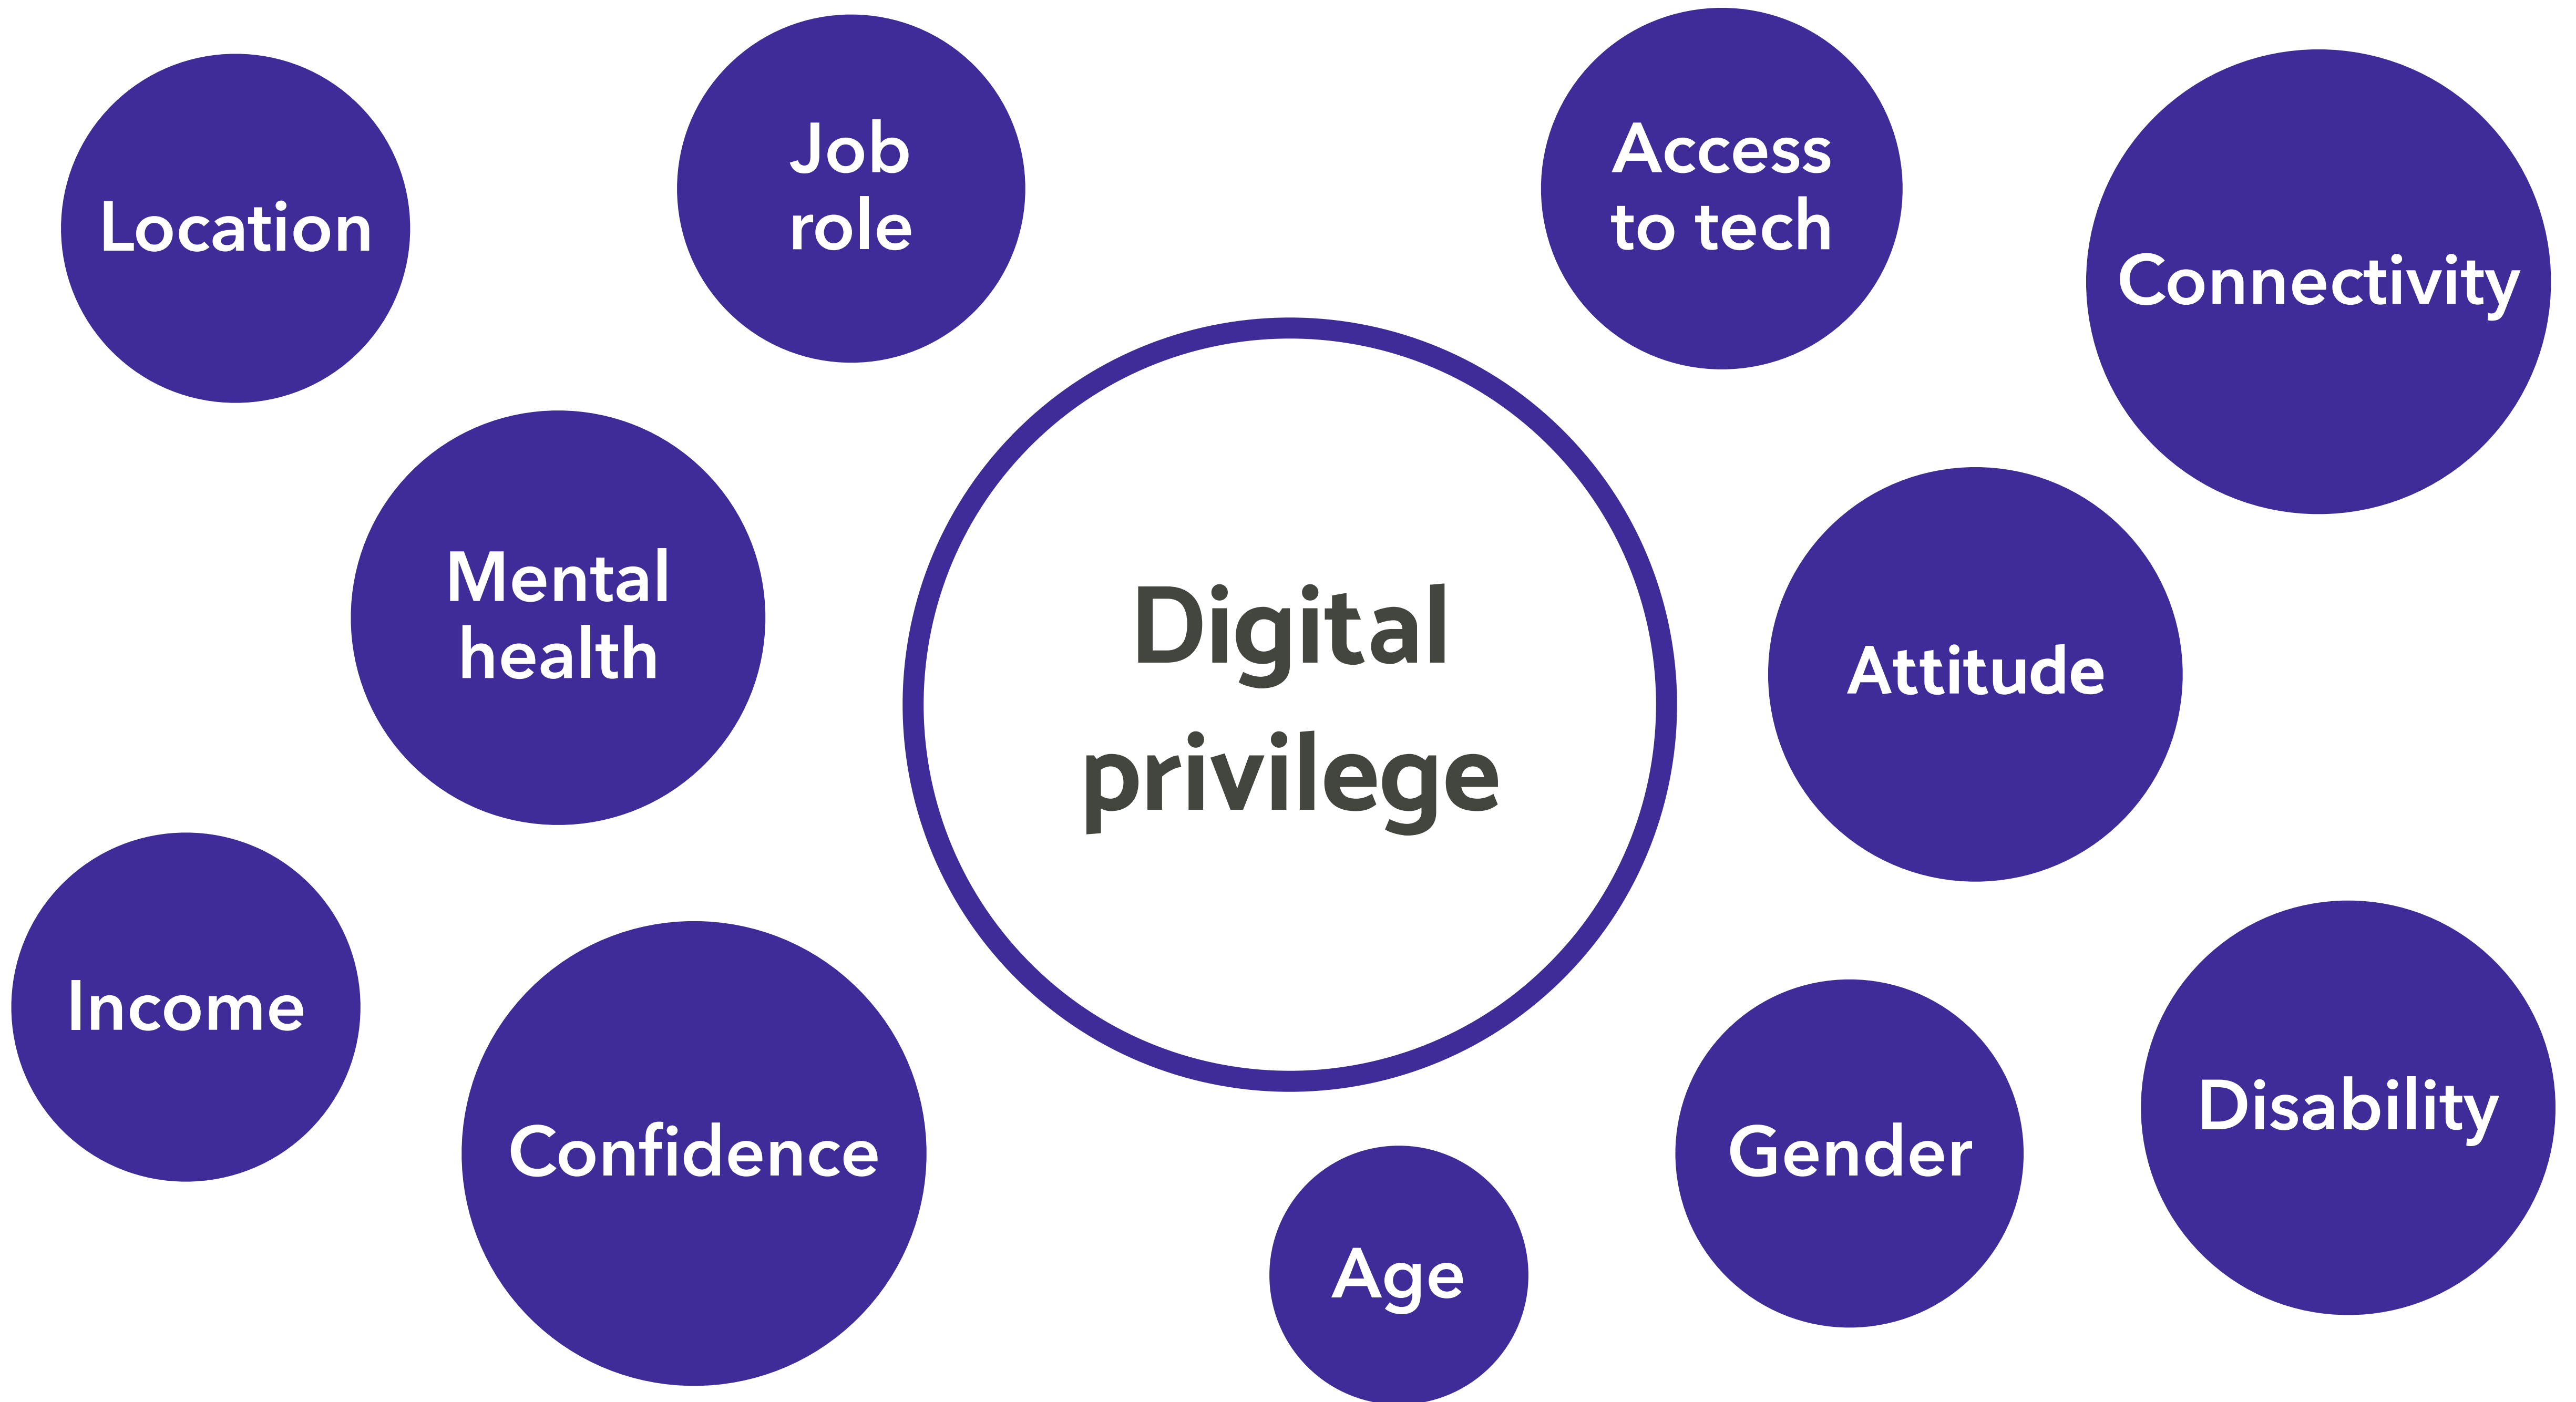 Location
Job
role
Access
to tech
Connectivity
Mental
health
Digital
privilege
Attitude
Income
Confidence
Age
Gender
Disability